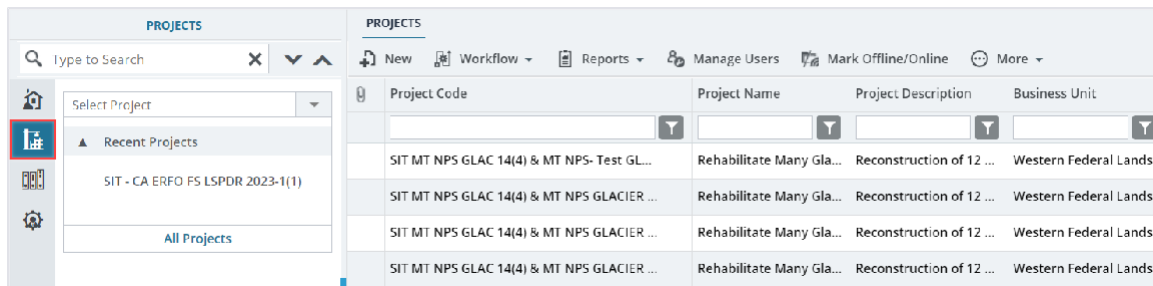 PROJECTS
Type to Search
Select Project
Recent Projects
SIT - CA ERFO FS LSPDR 2023-1(1)
All Projects
PROJECTS
New Workflow Reports Manage Users Mark Offline/Online More
Project Code Project Name Project Description Business Unit
SIT MT NPS GLAC 14(4) & MT NPS- Test GL... Rehabilitate Many Gla... Reconstruction of 12 ... Western Federal Lands
SIT MT NPS GLAC 14(4) & MT NPS GLACIER ... Rehabilitate Many Gla... Reconstruction of 12 ... Western Federal Lands
SIT MT NPS GLAC 14(4) & MT NPS GLACIER ... Rehabilitate Many Gla... Reconstruction of 12 ... Western Federal Lands
SIT MT NPS GLAC 14(4) & MT NPS GLACIER ... Rehabilitate Many Gla... Reconstruction of 12 ... Western Federal Lands